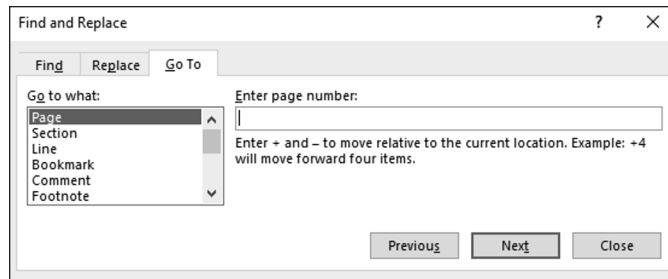 Find and Replace ? ×
Find Replace Go To
Go to what: Enter page number:
Page
Section
Line
Bookmark
Comment
Footnote
Enter + and – to move relative to the current location. Example: +4
will move forward four items.
Previous Next Close